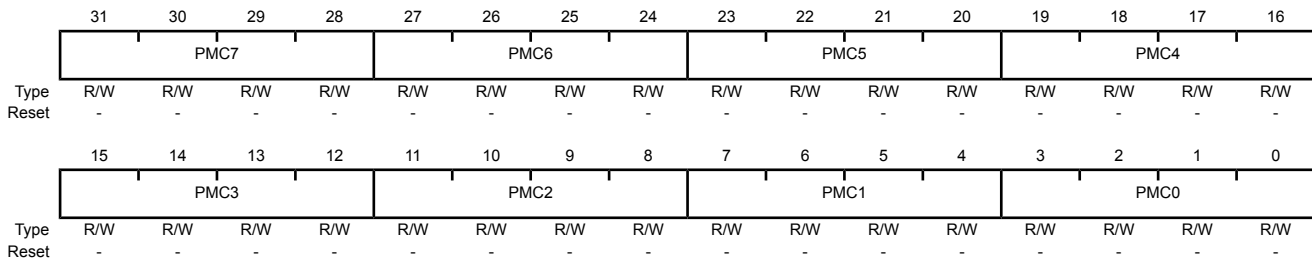 31 30 29 28 27 26 25 24 23 22 21 20 19 18 17 16
PMC7 PMC6 PMC5 PMC4
Type R/W R/W R/W R/W R/W R/W R/W R/W R/W R/W R/W R/W R/W R/W R/W R/W
Reset - - - - - - - - - - - - - - - -
15 14 13 12 11 10 9 8 7 6 5 4 3 2 1 0
PMC3 PMC2 PMC1 PMC0
Type R/W R/W R/W R/W R/W R/W R/W R/W R/W R/W R/W R/W R/W R/W R/W R/W
Reset - - - - - - - - - - - - - - - -